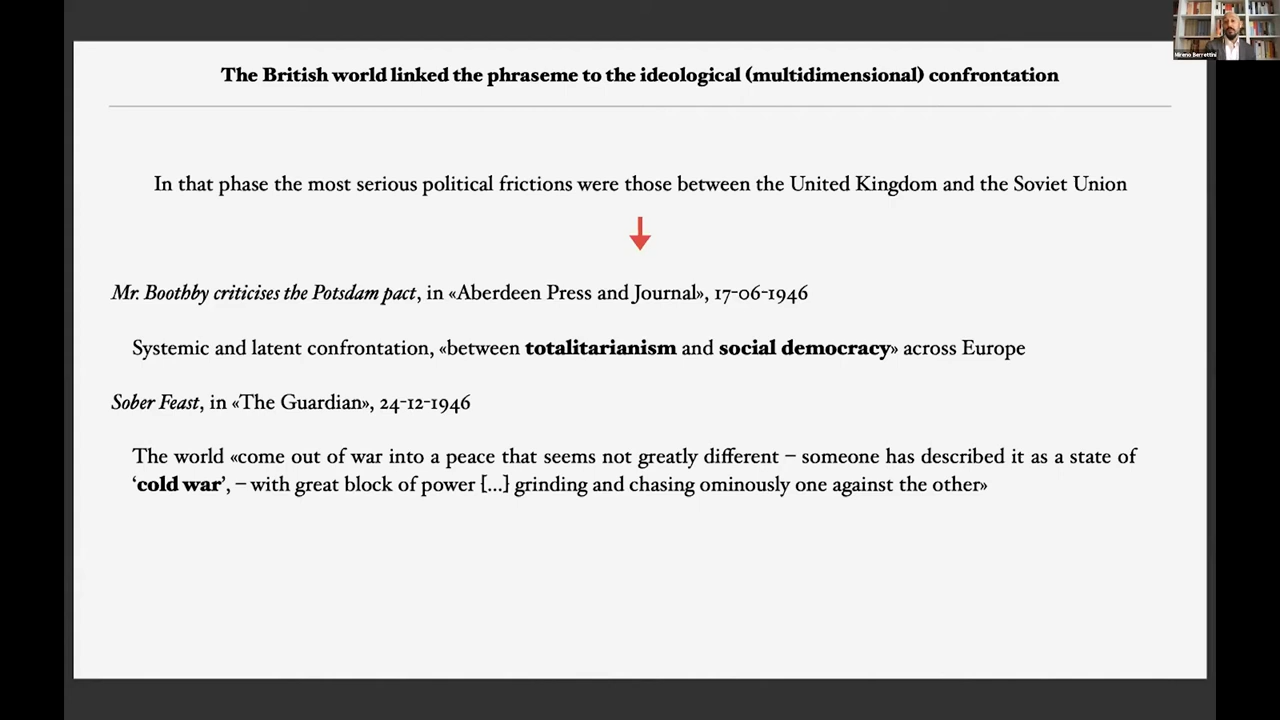 Mireno Berrettini
The British world linked the phraseme to the ideological (multidimensional) confrontation
In that phase the most serious political frictions were those between the United Kingdom and the Soviet Union
Mr. Boothby criticises the Potsdam pact, in «Aberdeen Press and Journal», 17-06-1946
Systemic and latent confrontation, «between totalitarianism and social democracy» across Europe
Sober Feast, in «The Guardian», 24-12-1946
The world «come out of war into a peace that seems not greatly different – someone has described it as a state of
‘cold war’, – with great block of power [...] grinding and chasing ominously one against the other»